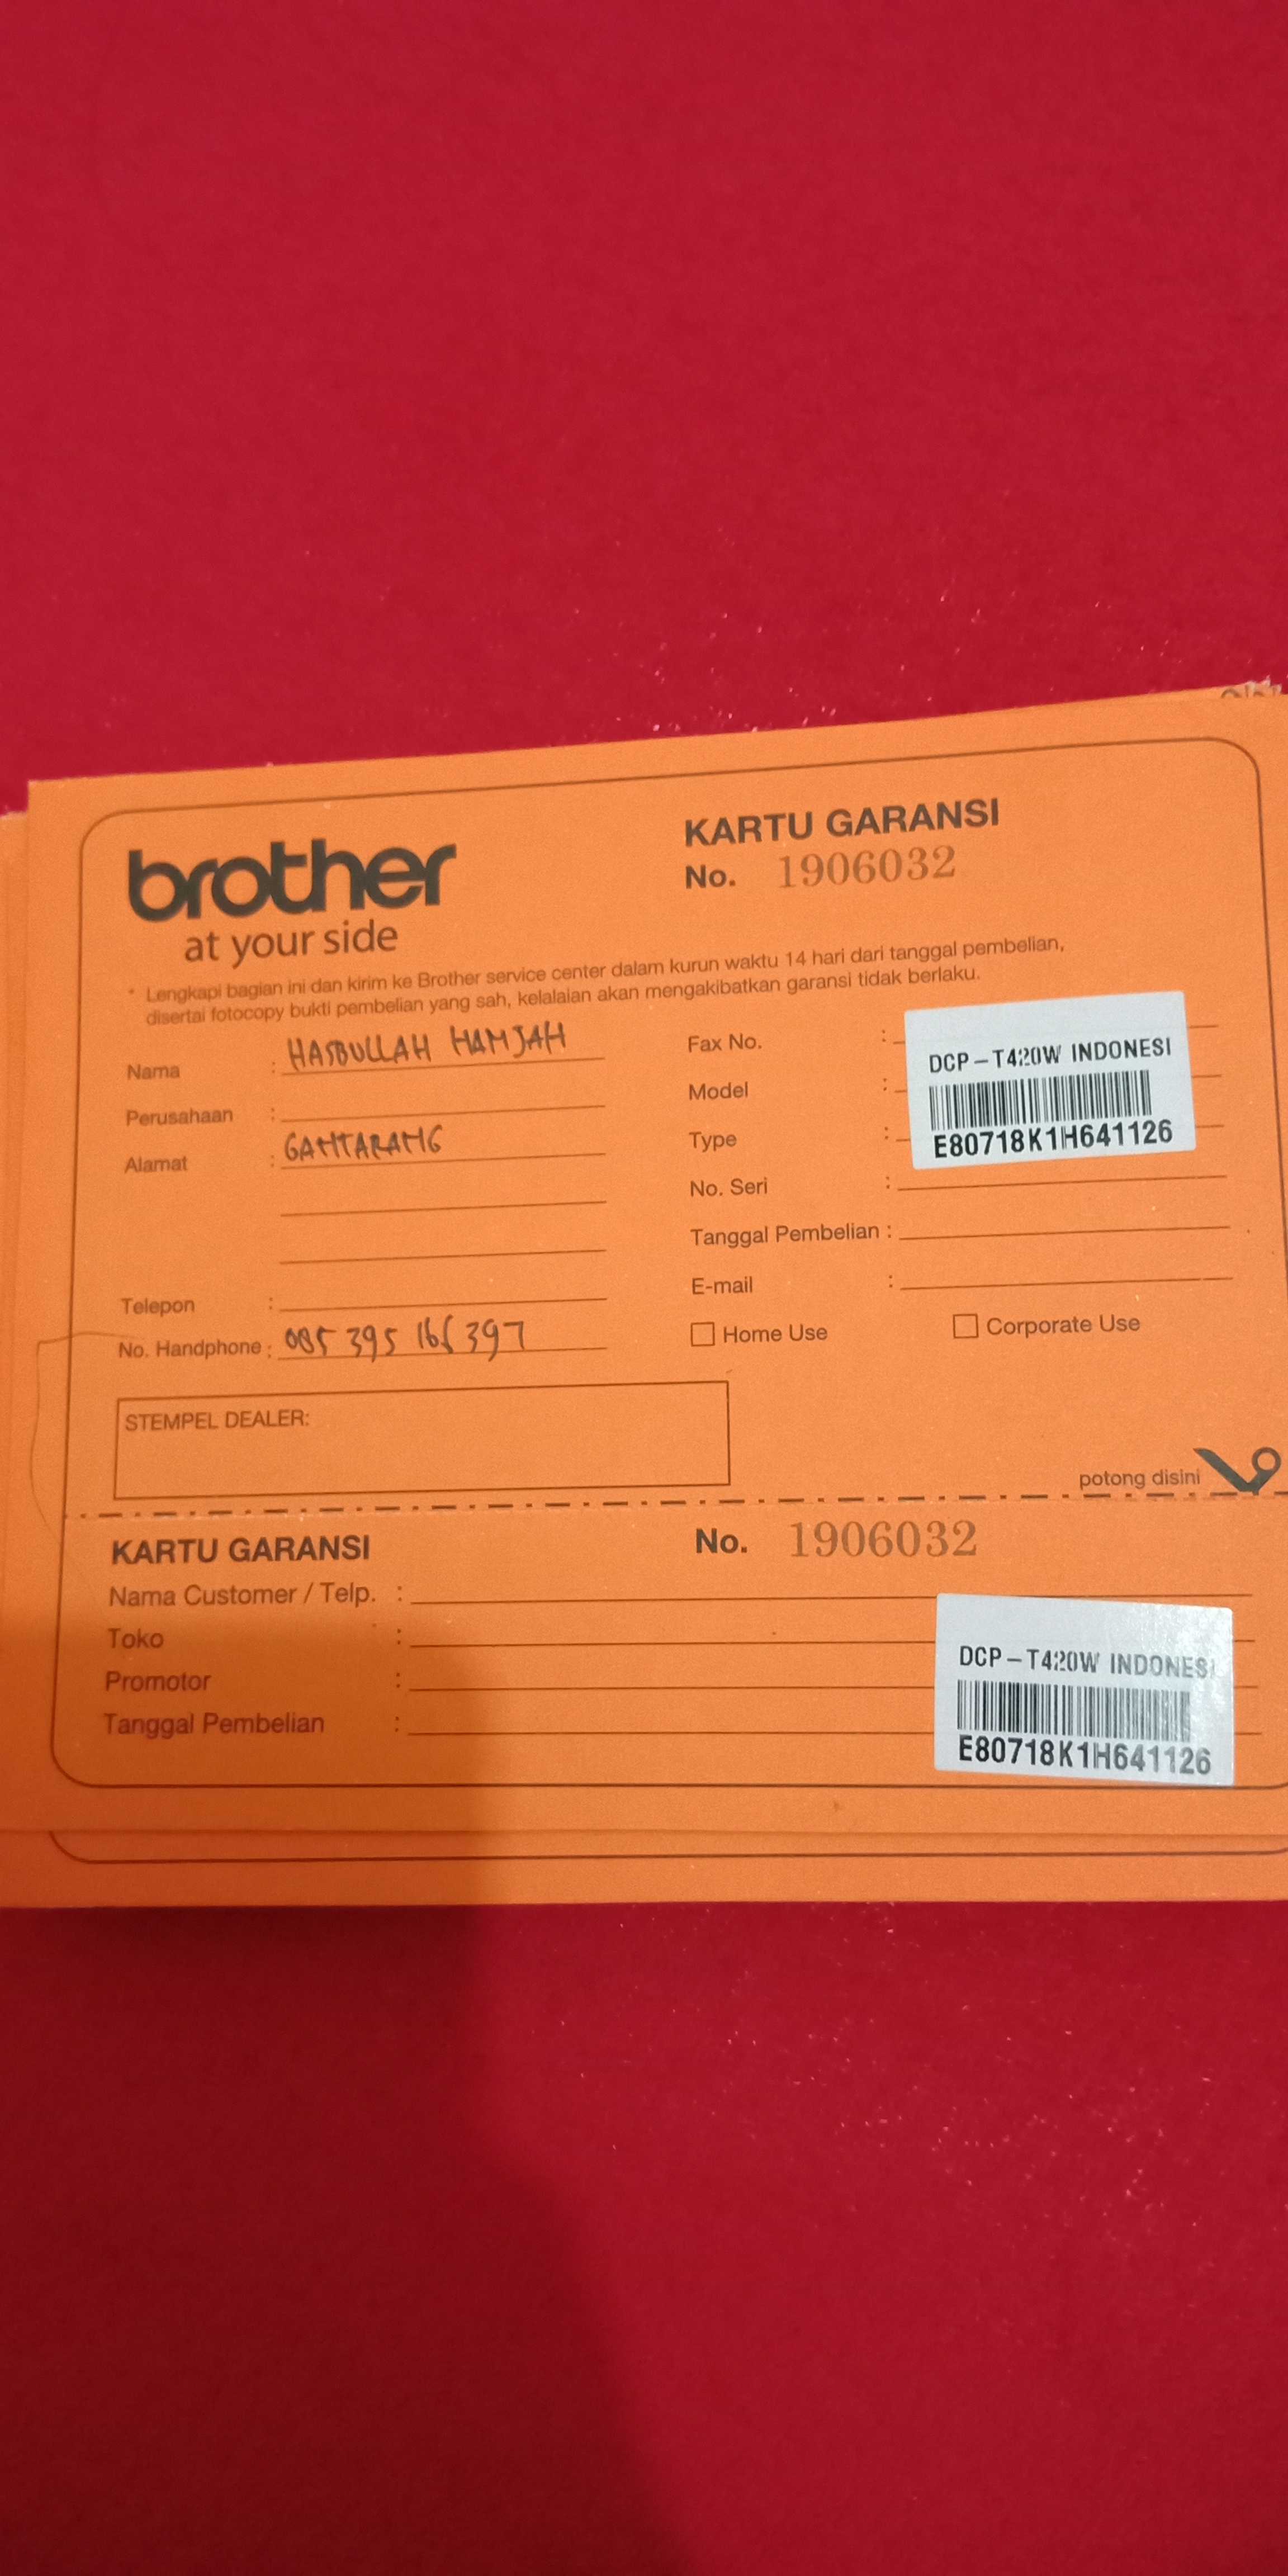 brother
at your side
KARTU GARANSI
No. 1906032
* Lengkapi bagian ini dan kirim ke Brother service center dalam kurun waktu 14 hari dari tanggal pembelian,
disertai fotocopy bukti pembelian yang sah, kelalaian akan mengakibatkan garansi tidak berlaku.
Nama : HASBULLAH HAMJAH
Perusahaan :
Alamat : GANTARANG
Telepon :
No. Handphone : 085 395 165 397
Fax No. :
Model :
Type :
No. Seri :
Tanggal Pembelian :
E-mail :
DCP-T420W INDONESI
E80718K1H641126
Home Use
Corporate Use
STEMPEL DEALER:
potong disini
KARTU GARANSI
No. 1906032
Nama Customer / Telp. :
Toko :
Promotor :
Tanggal Pembelian :
DCP-T420W INDONESI
E80718K1H641126